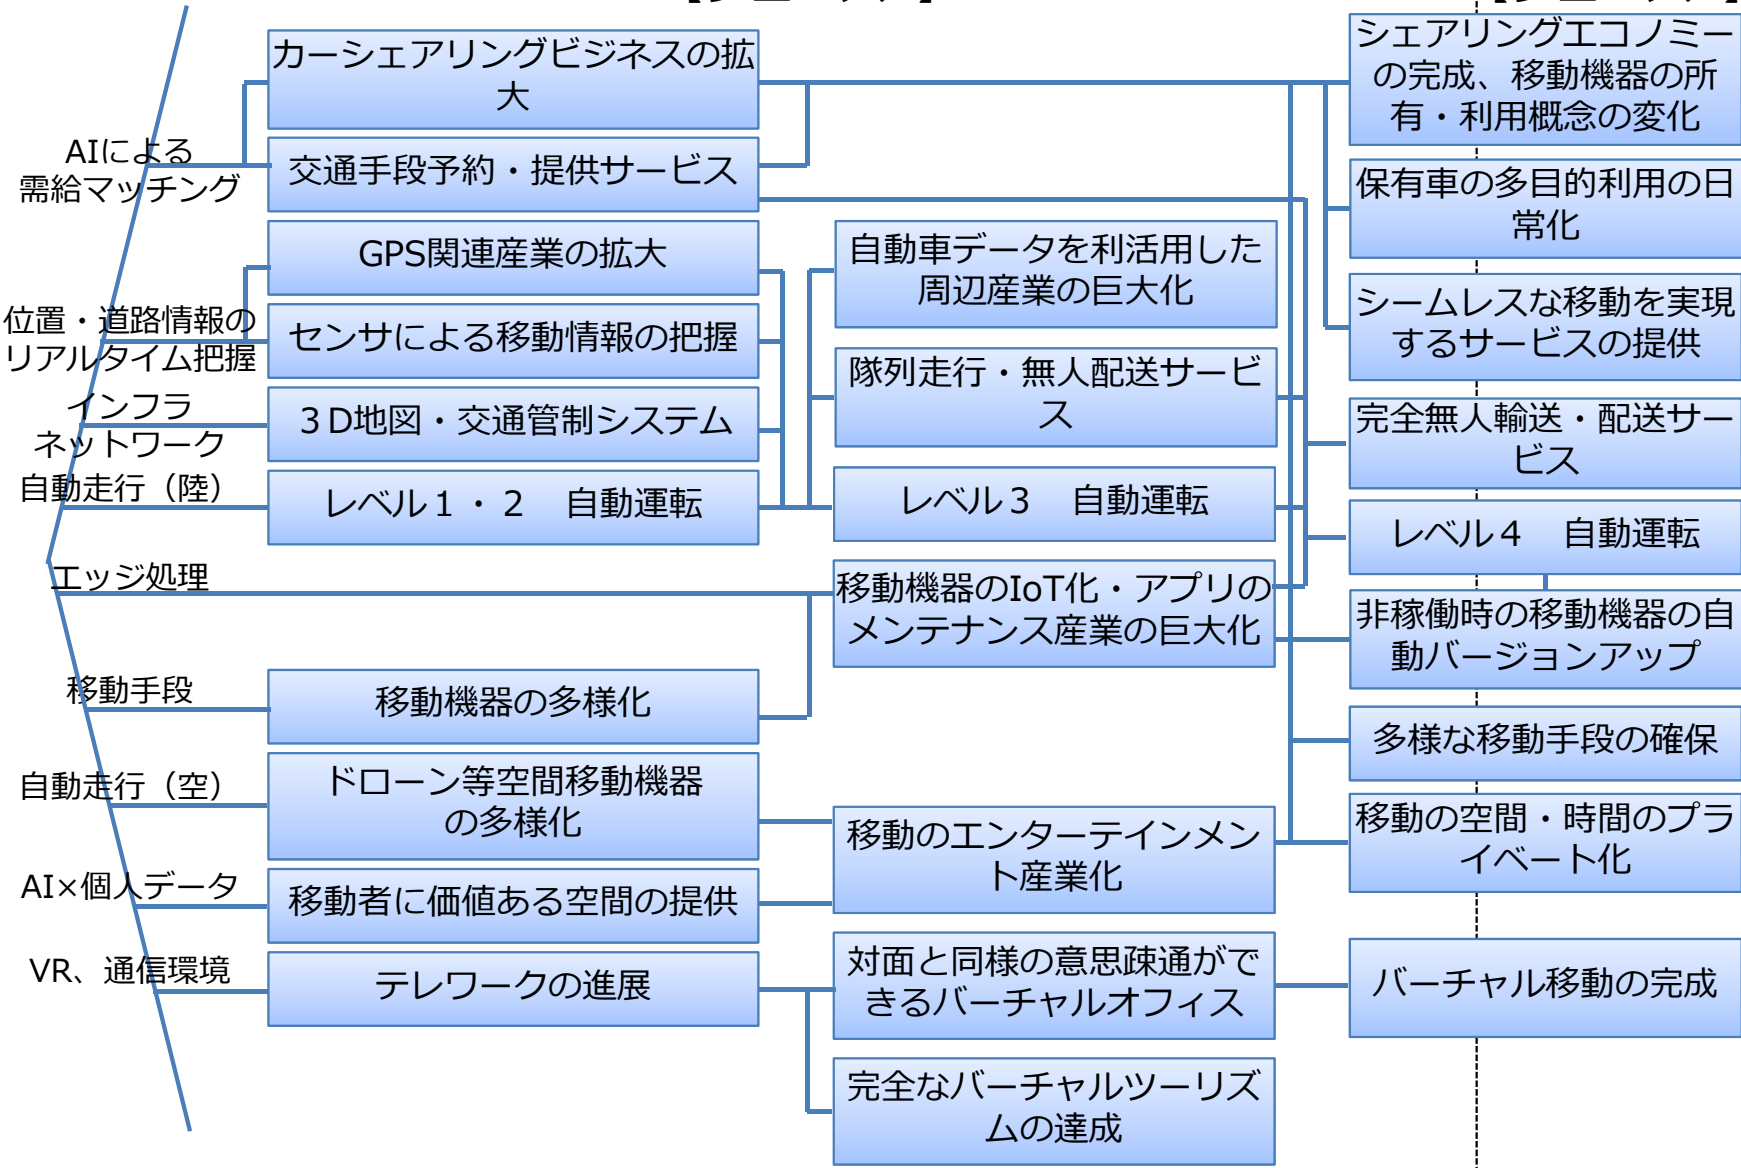 カーシェアリングビジネスの拡
大
交通手段予約・提供サービス
GPS関連産業の拡大
センサによる移動情報の把握
3D地図・交通管制システム
レベル1・2 自動運転
移動機器の多様化
ドローン等空間移動機器
の多様化
移動者に価値ある空間の提供
テレワークの進展
AIによる
需給マッチング
位置・道路情報の
リアルタイム把握
インフラ
ネットワーク
自動走行（陸）
エッジ処理
移動手段
自動走行（空）
AI×個人データ
VR、通信環境
自動車データを利活用した
周辺産業の巨大化
隊列走行・無人配送サービ
ス
レベル3 自動運転
移動機器のIoT化・アプリの
メンテナンス産業の巨大化
移動のエンターテインメン
ト産業化
対面と同様の意思疎通がで
きるバーチャルオフィス
完全なバーチャルツーリズ
ムの達成
シェアリングエコノミー
の完成、移動機器の所
有・利用概念の変化
保有車の多目的利用の日
常化
シームレスな移動を実現
するサービスの提供
完全無人輸送・配送サー
ビス
レベル4 自動運転
非稼働時の移動機器の自
動バージョンアップ
多様な移動手段の確保
移動の空間・時間のプラ
イベート化
バーチャル移動の完成